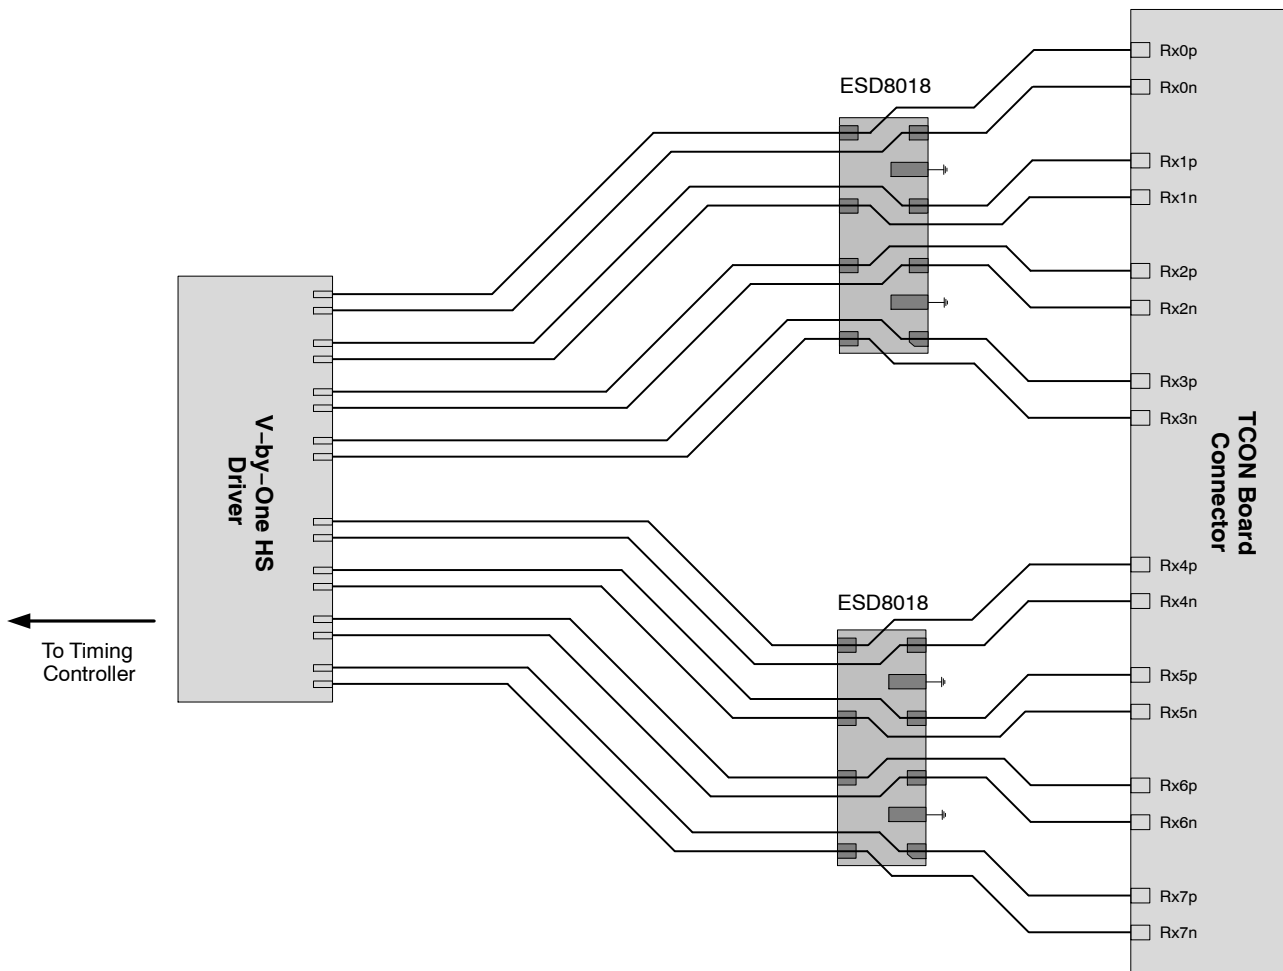 ESD8018
Rx0p
Rx0n
Rx1p
Rx1n
Rx2p
Rx2n
Rx3p
Rx3n
V−by−One HS
Driver
TCON Board
Connector
To Timing
Controller
ESD8018
Rx4p
Rx4n
Rx5p
Rx5n
Rx6p
Rx6n
Rx7p
Rx7n